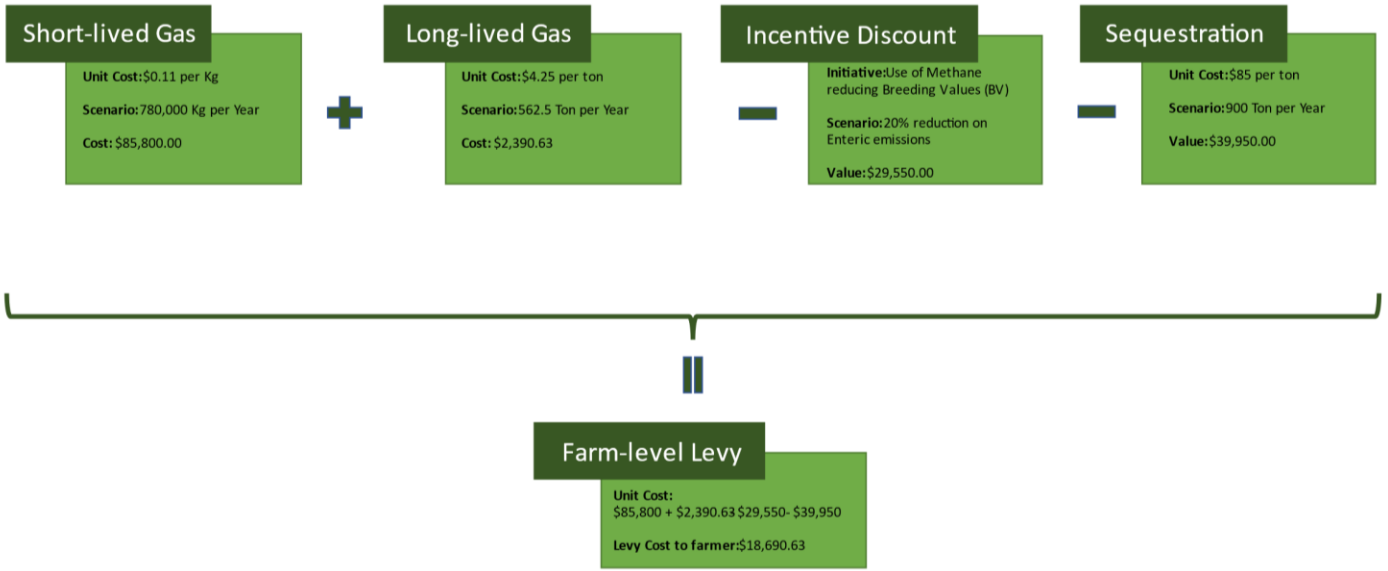 Short-lived Gas
Unit Cost:$0.11 per Kg
Scenario:780,000 Kg per Year
Cost: $85,800.00
Long-lived Gas
Unit Cost:$4.25 per ton
Scenario:562.5 Ton per Year
Cost: $2,390.63
Incentive Discount
Initiative:Use of Methane
reducing Breeding Values (BV)
Scenario:20% reduction on
Enteric emissions
Value:$29,550.00
Sequestration
Unit Cost:$85 per ton
Scenario:900 Ton per Year
Value:$39,950.00
Farm-level Levy
Unit Cost:
$85,800 + $2,390.63-$29,550- $39,950
Levy Cost to farmer:$18,690.63